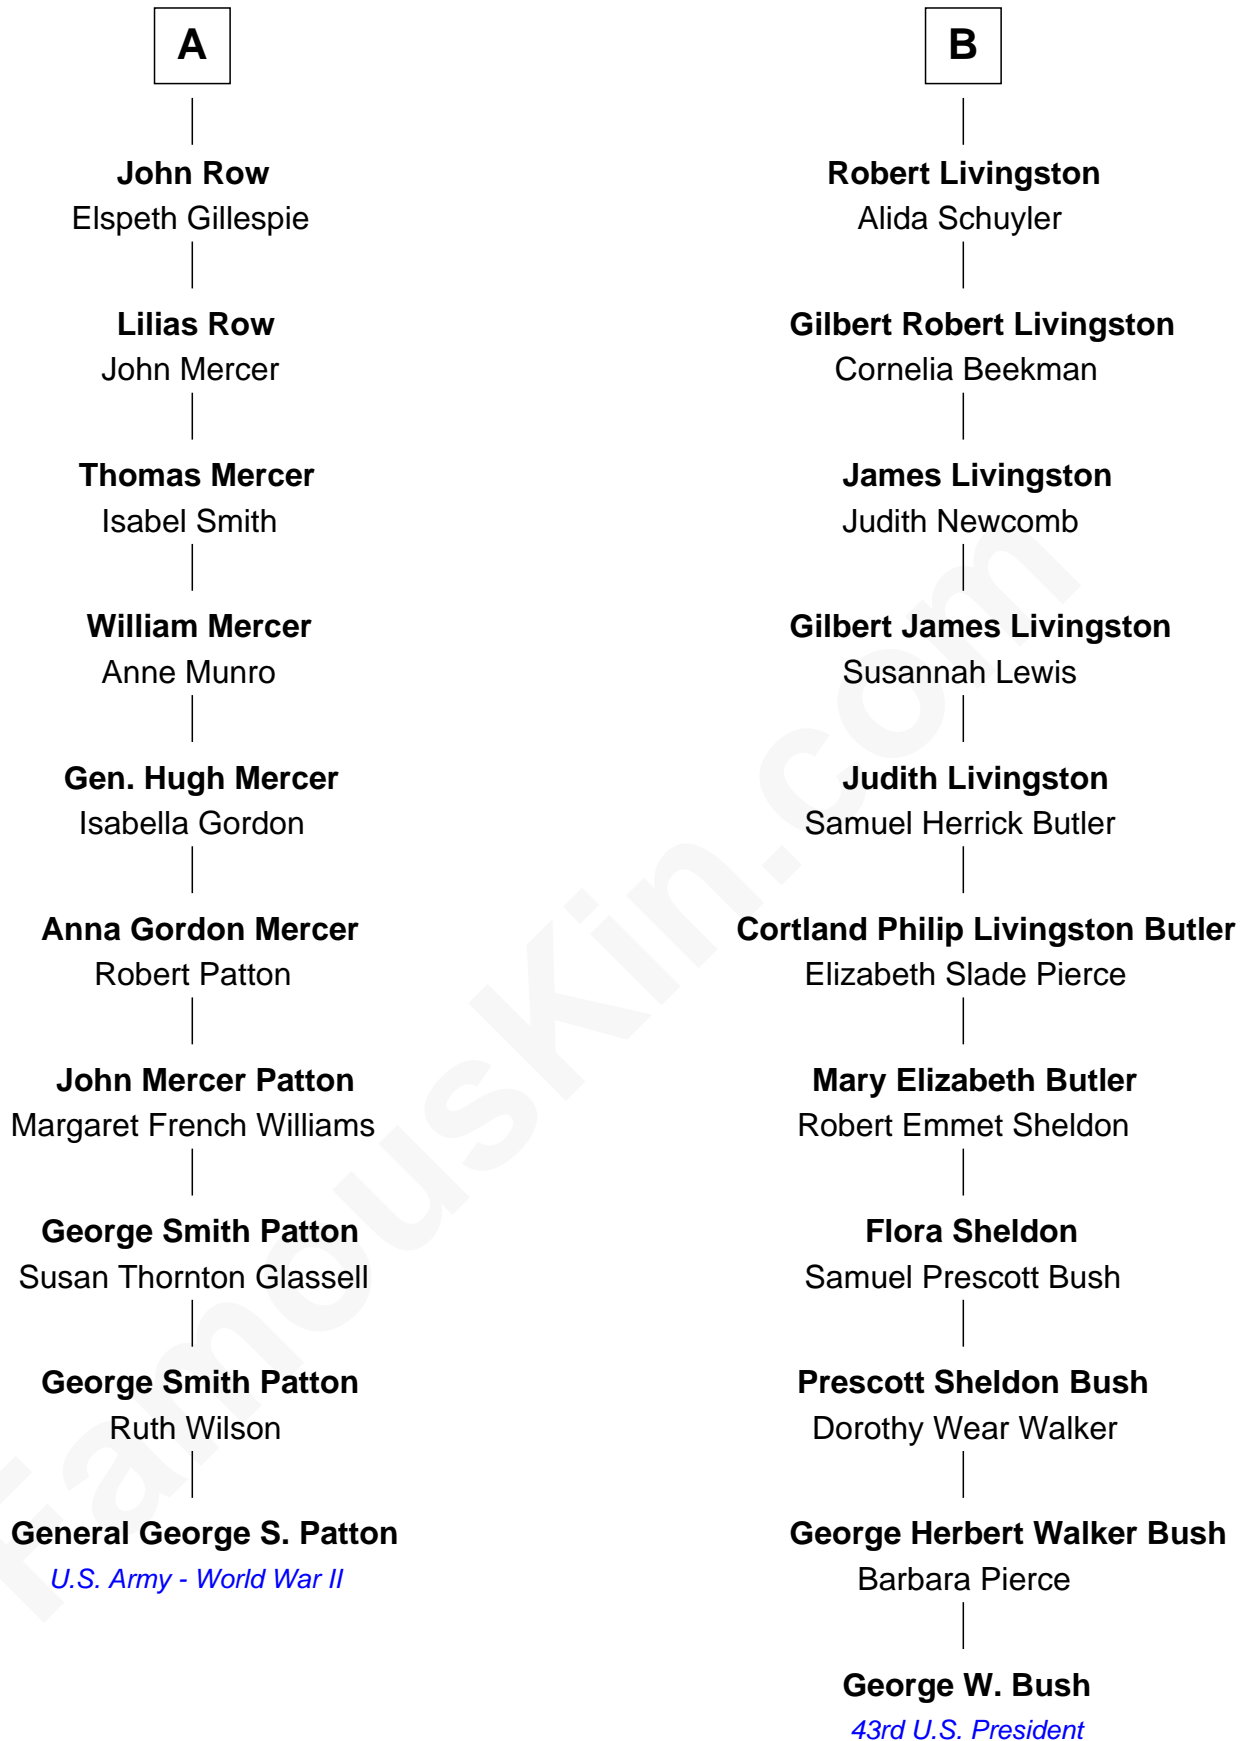 A
John Row
Elspeth Gillespie
Lilias Row
John Mercer
Thomas Mercer
Isabel Smith
William Mercer
Anne Munro
Gen. Hugh Mercer
Isabella Gordon
Anna Gordon Mercer
Robert Patton
John Mercer Patton
Margaret French Williams
George Smith Patton
Susan Thornton Glassell
George Smith Patton
Ruth Wilson
General George S. Patton
U.S. Army - World War II
B
Robert Livingston
Alida Schuyler
Gilbert Robert Livingston
Cornelia Beekman
James Livingston
Judith Newcomb
Gilbert James Livingston
Susannah Lewis
Judith Livingston
Samuel Herrick Butler
Cortland Philip Livingston Butler
Elizabeth Slade Pierce
Mary Elizabeth Butler
Robert Emmet Sheldon
Flora Sheldon
Samuel Prescott Bush
Prescott Sheldon Bush
Dorothy Wear Walker
George Herbert Walker Bush
Barbara Pierce
George W. Bush
43rd U.S. President
FamousKin.com